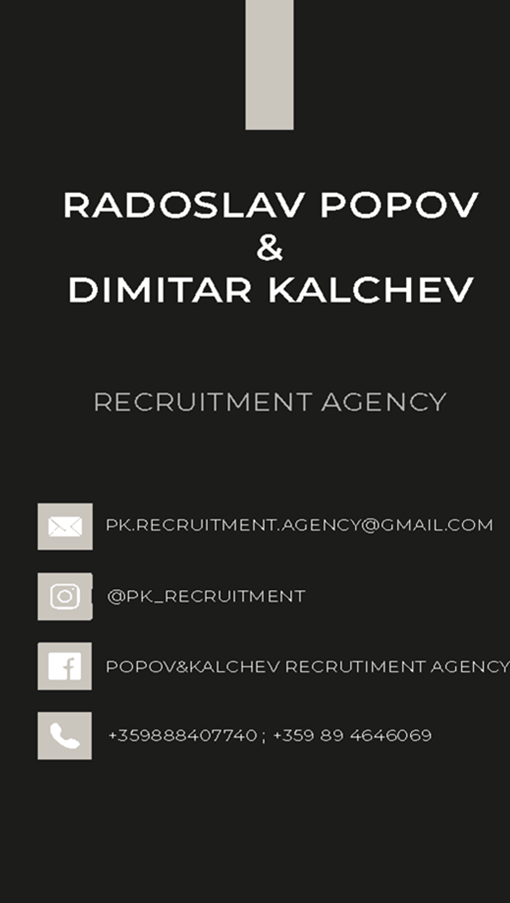 RADOSLAV POPOV
&
DIMITAR KALCHEV
RECRUITMENT AGENCY
PK.RECRUITMENT.AGENCY@GMAIL.COM
@PK_RECRUITMENT
POPOV&KALCHEV RECRUTIMENT AGENCY
+359888407740 ; +359 89 4646069